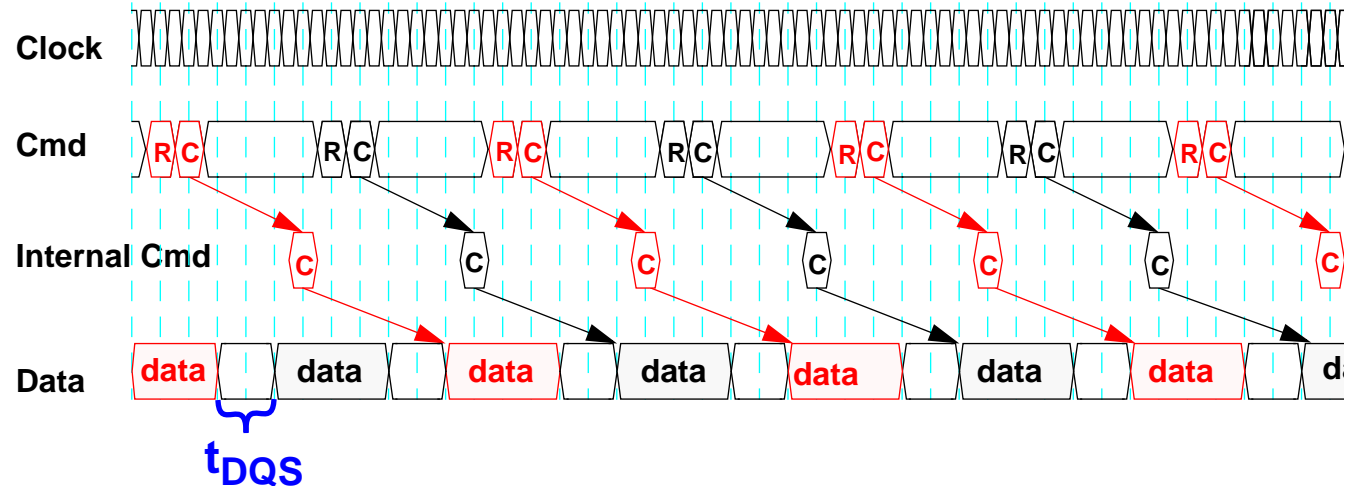 Clock
Cmd R C R C R C R C R C R C R C
Internal Cmd C C C C C C C
Data data data data data data data data
tDQS